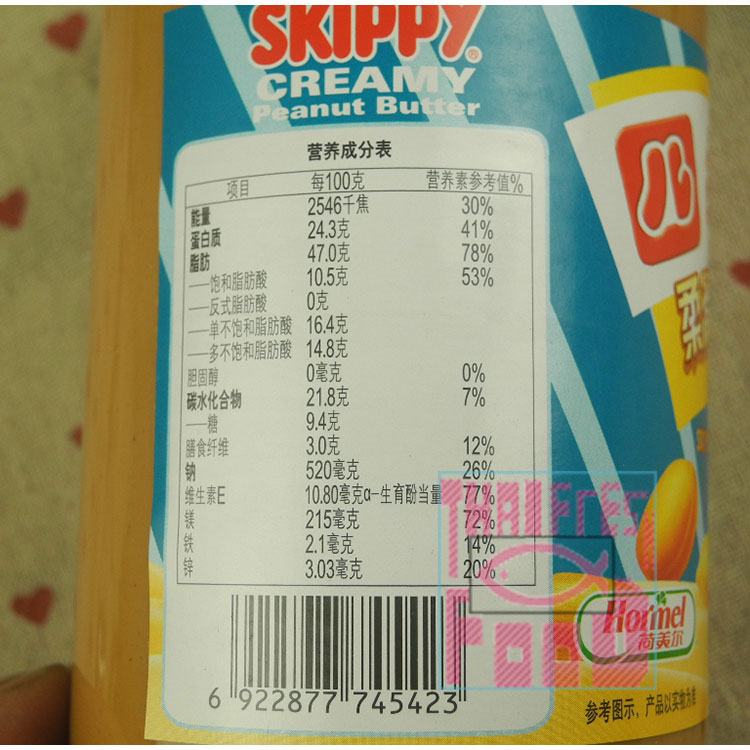 SKIPPY®
CREAMY
Peanut Butter
营养成分表
项目 每100克 营养素参考值%
能量 2546千焦 30%
蛋白质 24.3克 41%
脂肪 47.0克 78%
——饱和脂肪酸 10.5克 53%
——反式脂肪酸 0克
——单不饱和脂肪酸 16.4克
——多不饱和脂肪酸 14.8克
胆固醇 0毫克 0%
碳水化合物 21.8克 7%
——糖 9.4克
膳食纤维 3.0克 12%
钠 520毫克 26%
维生素E 10.80毫克α-生育酚当量 77%
镁 215毫克 72%
铁 2.1毫克 14%
锌 3.03毫克 20%
6 922877 745423
柔
Hormel
荷美尔
参考图示，产品以实物为准